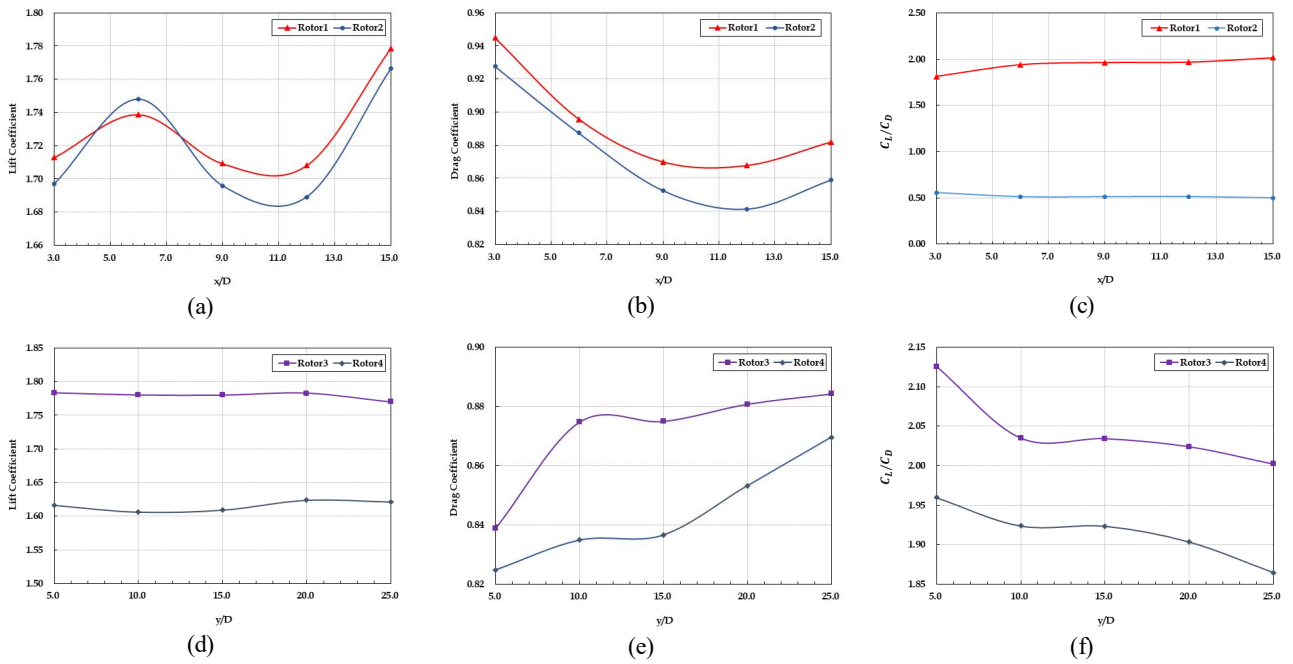 1.80
1.78
1.76
1.74
1.72
1.70
1.68
1.66
Lift Coefficient
Rotor1 Rotor2
3.0 5.0 7.0 9.0 11.0 13.0 15.0
x/D
(a)
0.96
0.94
0.92
0.90
0.88
0.86
0.84
0.82
Drag Coefficient
Rotor1 Rotor2
3.0 5.0 7.0 9.0 11.0 13.0 15.0
x/D
(b)
2.50
2.00
1.50
1.00
0.50
0.00
C_L/C_D
Rotor1 Rotor2
3.0 5.0 7.0 9.0 11.0 13.0 15.0
x/D
(c)
1.85
1.80
1.75
1.70
1.65
1.60
1.55
1.50
Lift Coefficient
Rotor3 Rotor4
5.0 10.0 15.0 20.0 25.0
y/D
(d)
0.90
0.88
0.86
0.84
0.82
Drag Coefficient
Rotor3 Rotor4
5.0 10.0 15.0 20.0 25.0
y/D
(e)
2.15
2.10
2.05
2.00
1.95
1.90
1.85
C_L/C_D
Rotor3 Rotor4
5.0 10.0 15.0 20.0 25.0
y/D
(f)